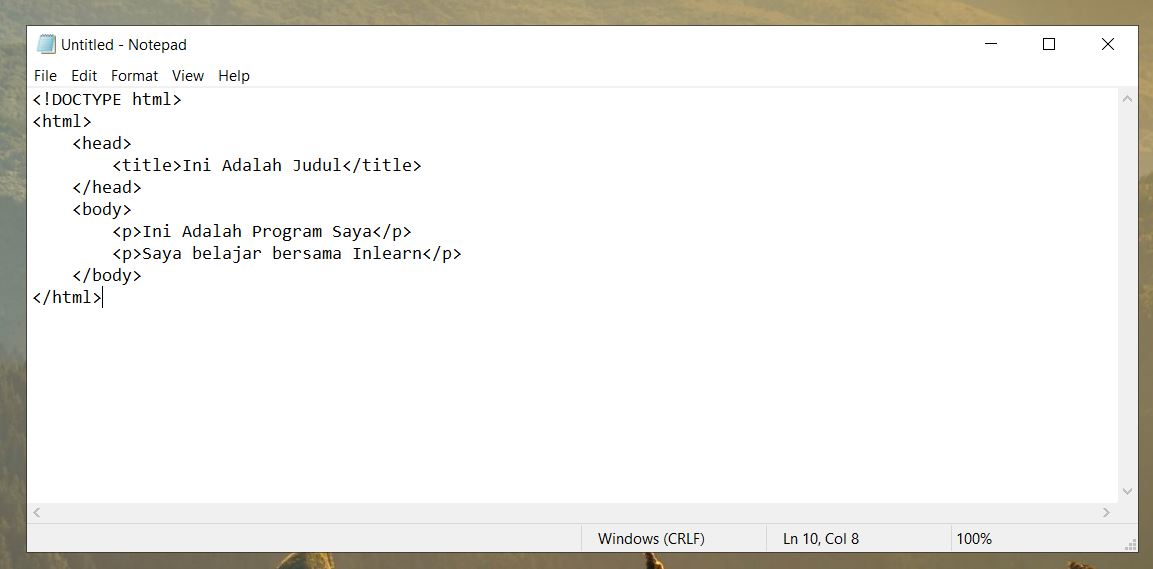 Untitled - Notepad
File Edit Format View Help
<!DOCTYPE html>
<html>
    <head>
        <title>Ini Adalah Judul</title>
    </head>
    <body>
        <p>Ini Adalah Program Saya</p>
        <p>Saya belajar bersama Inlearn</p>
    </body>
</html>
Windows (CRLF) Ln 10, Col 8 100%